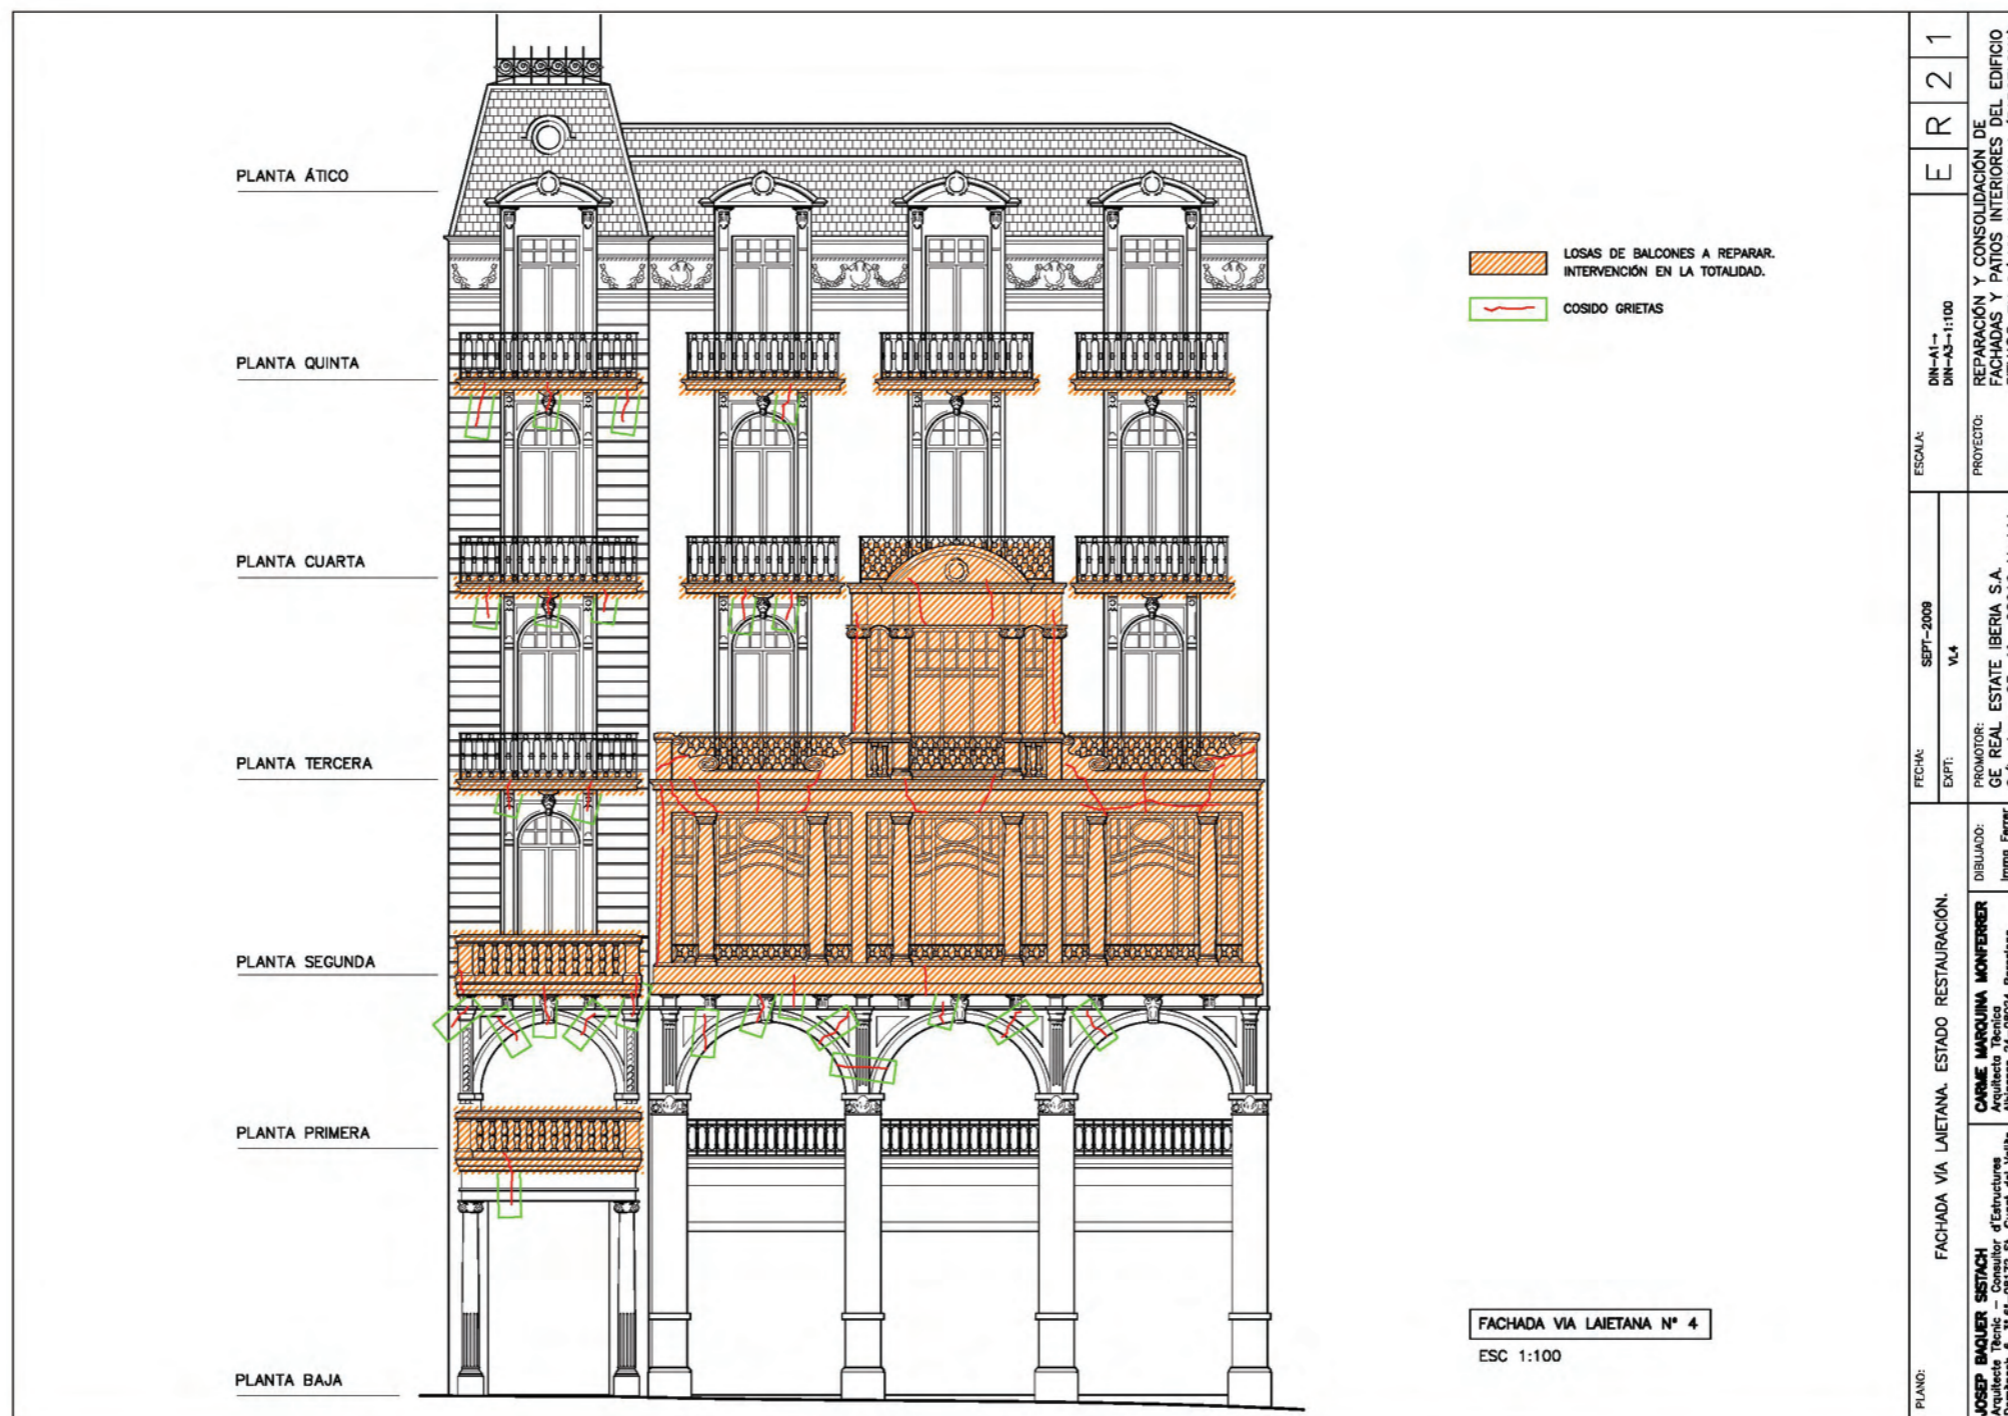 PLANTA ÁTICO
PLANTA QUINTA
PLANTA CUARTA
PLANTA TERCERA
PLANTA SEGUNDA
PLANTA PRIMERA
PLANTA BAJA
LOSAS DE BALCONES A REPARAR.
INTERVENCIÓN EN LA TOTALIDAD.
COSIDO GRIETAS
FACHADA VIA LAIETANA Nº 4
ESC 1:100
E R 2 1
ESCALA:
DIN-A1→
DIN-A3→1:100
PROYECTO:
REPARACIÓN Y CONSOLIDACIÓN DE
FACHADAS Y PATIOS INTERIORES DEL EDIFICIO
FECHA:
SEPT-2009
EXPT:
VL4
PROMOTOR:
GE REAL ESTATE IBERIA S.A.
DIBUJADO:
Imma Ferrer
PLANO:
FACHADA VÍA LAIETANA. ESTADO RESTAURACIÓN.
CARME MARQUINA MONFERRER
Arquitecta Tècnica
JOSEP BAQUER SISTACH
Arquitecte Tècnic – Consultor d'Estructures